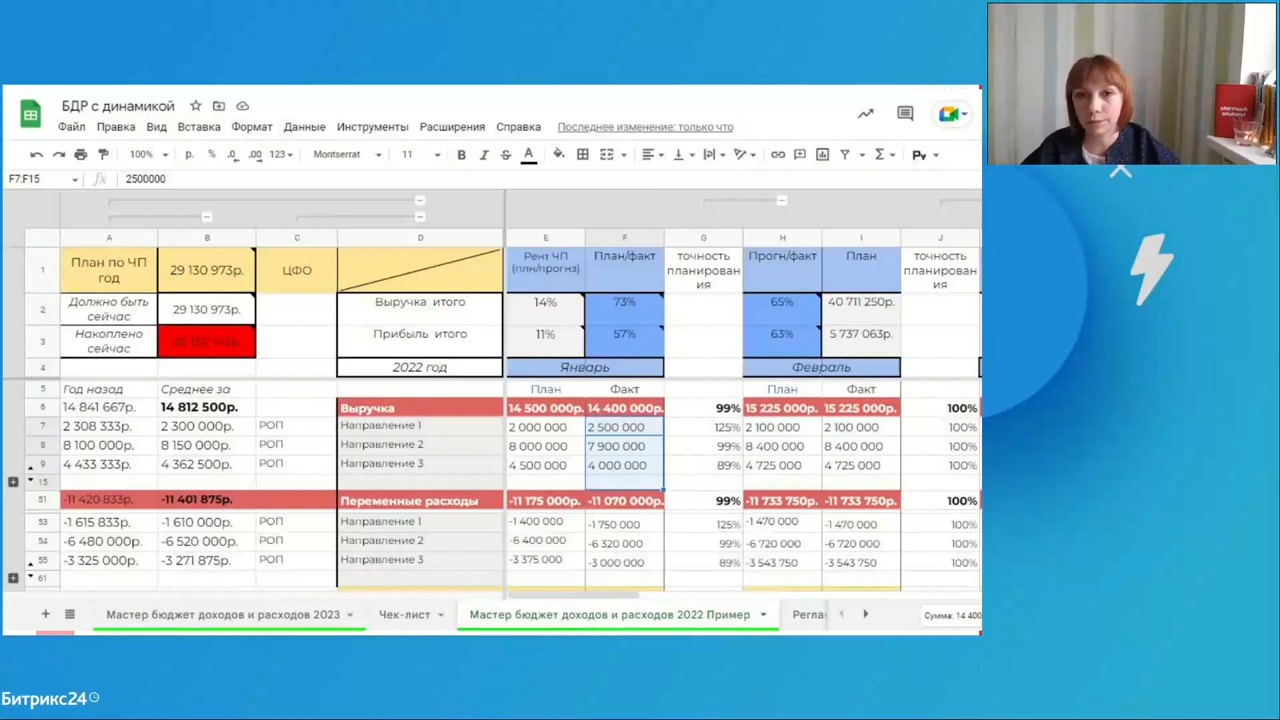 БДР с динамикой
Файл Правка Вид Вставка Формат Данные Инструменты Расширения Справка Последнее изменение: только что
100% р. % .0 .00 123 Montserrat 11
F7:F15 fx 2500000
A B C D E F G H I J
1 План по ЧП год 29 130 973р. ЦФО Рент ЧП (плн/прогнз) План/факт точность планирования Прогн/факт План точность планирования
2 Должно быть сейчас 29 130 973р. Выручка итого 14% 73% 65% 40 711 250р.
3 Накоплено сейчас Прибыль итого 11% 57% 63% 5 737 063р.
4 2022 год Январь Февраль
5 Год назад Среднее за План Факт План Факт
6 14 841 667р. 14 812 500р. Выручка 14 500 000р. 14 400 000р. 99% 15 225 000р. 15 225 000р. 100%
7 2 308 333р. 2 300 000р. РОП Направление 1 2 000 000 2 500 000 125% 2 100 000 2 100 000 100%
8 8 100 000р. 8 150 000р. РОП Направление 2 8 000 000 7 900 000 99% 8 400 000 8 400 000 100%
9 4 433 333р. 4 362 500р. РОП Направление 3 4 500 000 4 000 000 89% 4 725 000 4 725 000 100%
15
51 -11 420 833р. -11 401 875р. Переменные расходы -11 175 000р. -11 070 000р. 99% -11 733 750р. -11 733 750р. 100%
53 -1 615 833р. -1 610 000р. РОП Направление 1 -1 400 000 -1 750 000 125% -1 470 000 -1 470 000 100%
54 -6 480 000р. -6 520 000р. РОП Направление 2 -6 400 000 -6 320 000 99% -6 720 000 -6 720 000 100%
55 -3 325 000р. -3 271 875р. РОП Направление 3 -3 375 000 -3 000 000 89% -3 543 750 -3 543 750 100%
61
Мастер бюджет доходов и расходов 2023 Чек-лист Мастер бюджет доходов и расходов 2022 Пример Регла Сумма: 14 400
Битрикс24